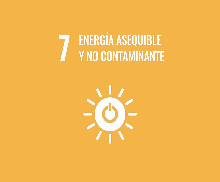 7 ENERGÍA ASEQUIBLE
Y NO CONTAMINANTE